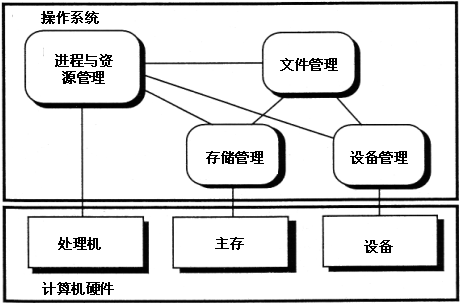 操作系统
进程与资
源管理
文件管理
存储管理
设备管理
处理机
主存
设备
计算机硬件